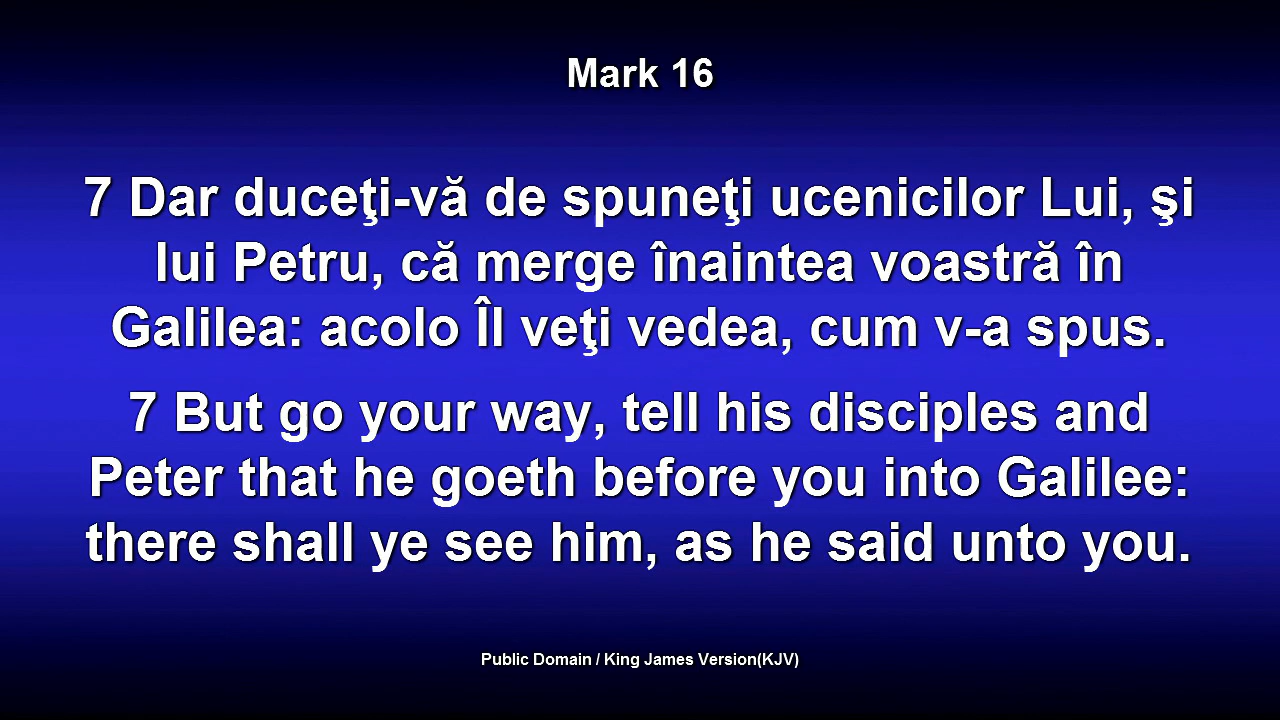 Mark 16
7 Dar duceţi-vă de spuneţi ucenicilor Lui, şi
lui Petru, că merge înaintea voastră în
Galilea: acolo Îl veţi vedea, cum v-a spus.
7 But go your way, tell his disciples and
Peter that he goeth before you into Galilee:
there shall ye see him, as he said unto you.
Public Domain / King James Version(KJV)